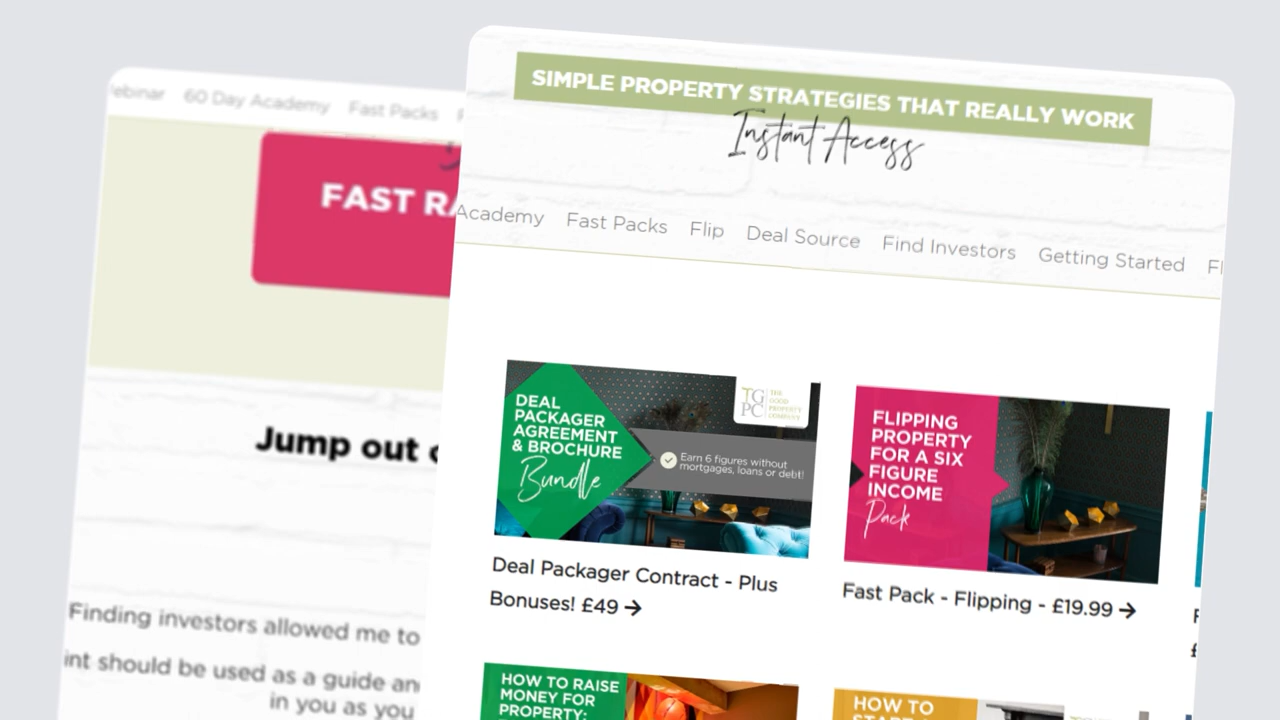 SIMPLE PROPERTY STRATEGIES THAT REALLY WORK
Instant Access
Academy Fast Packs Flip Deal Source Find Investors Getting Started
DEAL
PACKAGER
AGREEMENT
& BROCHURE
Bundle
Earn 6 figures without
mortgages, loans or debt!
TGPC
THE
GOOD
PROPERTY
COMPANY
Deal Packager Contract - Plus
Bonuses! £49 →
FLIPPING
PROPERTY
FOR A SIX
FIGURE
INCOME
Pack
Fast Pack - Flipping - £19.99 →
HOW TO RAISE
MONEY FOR
PROPERTY:
HOW TO
60 Day Academy Fast Packs
FAST
Jump out
Finding investors allowed me to
should be used as a guide
in you as you